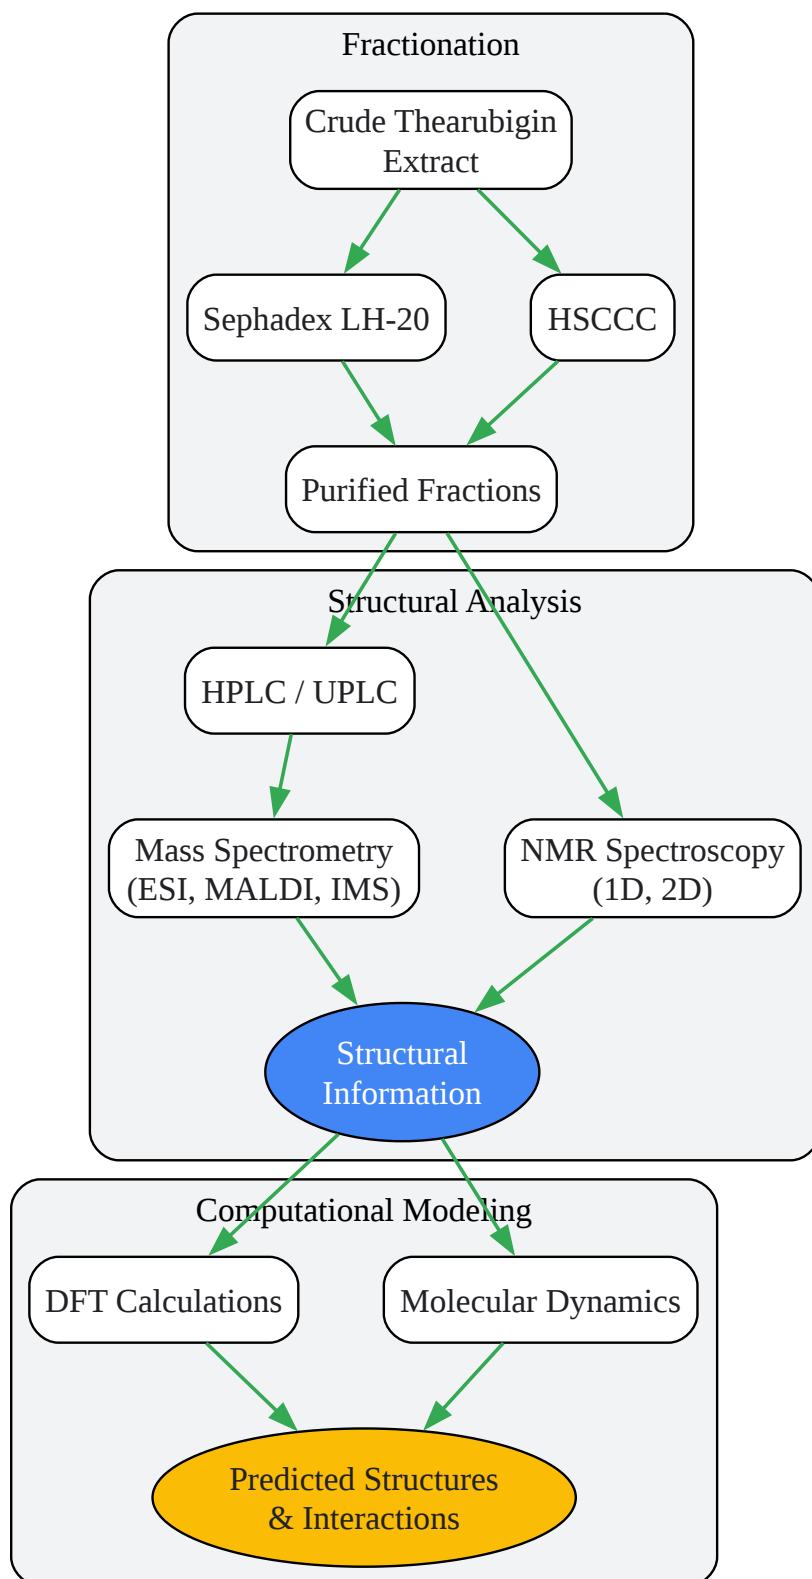 Fractionation
Crude Thearubigin
Extract
Sephadex LH-20
HSCCC
Purified Fractions
Structural Analysis
HPLC / UPLC
Mass Spectrometry
(ESI, MALDI, IMS)
NMR Spectroscopy
(1D, 2D)
Structural
Information
Computational Modeling
DFT Calculations
Molecular Dynamics
Predicted Structures
& Interactions